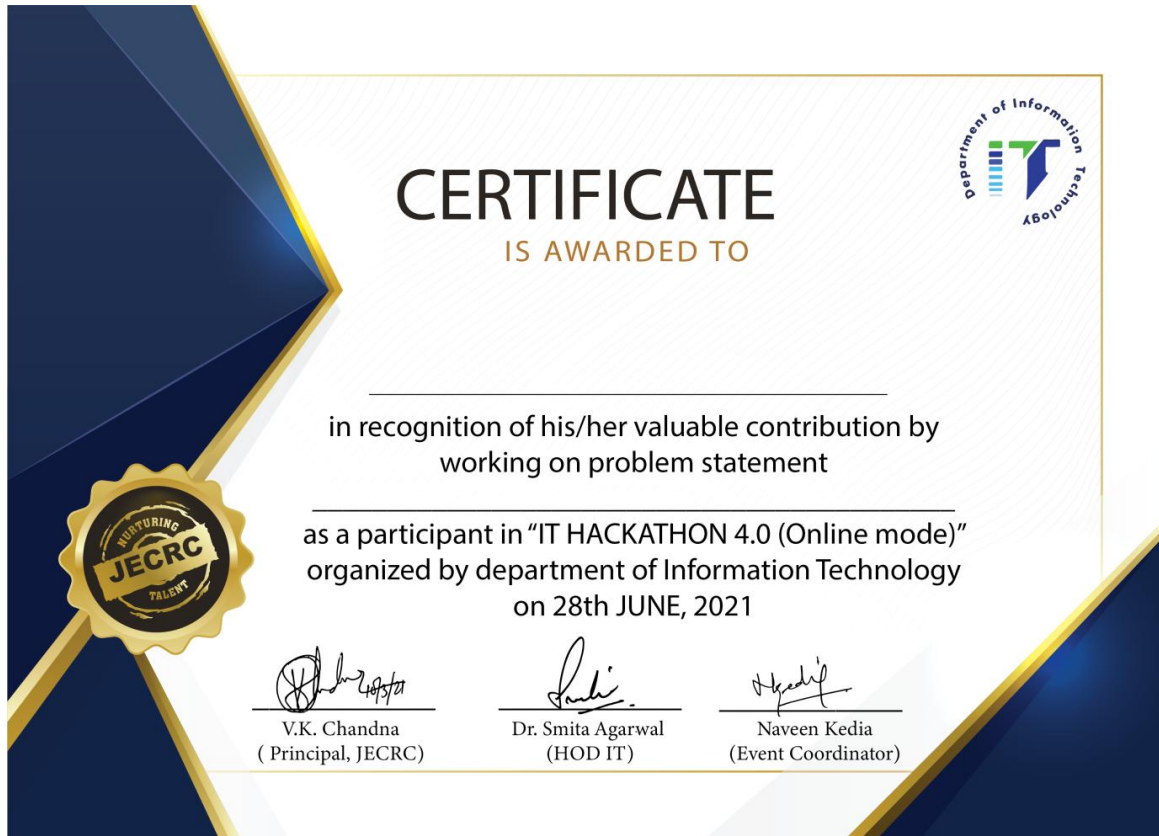 Department of Information Technology
IT
CERTIFICATE
IS AWARDED TO
in recognition of his/her valuable contribution by
working on problem statement
as a participant in “IT HACKATHON 4.0 (Online mode)”
organized by department of Information Technology
on 28th JUNE, 2021
NURTURING
JECRC
TALENT
V.K. Chandna
( Principal, JECRC)
Dr. Smita Agarwal
(HOD IT)
Naveen Kedia
(Event Coordinator)